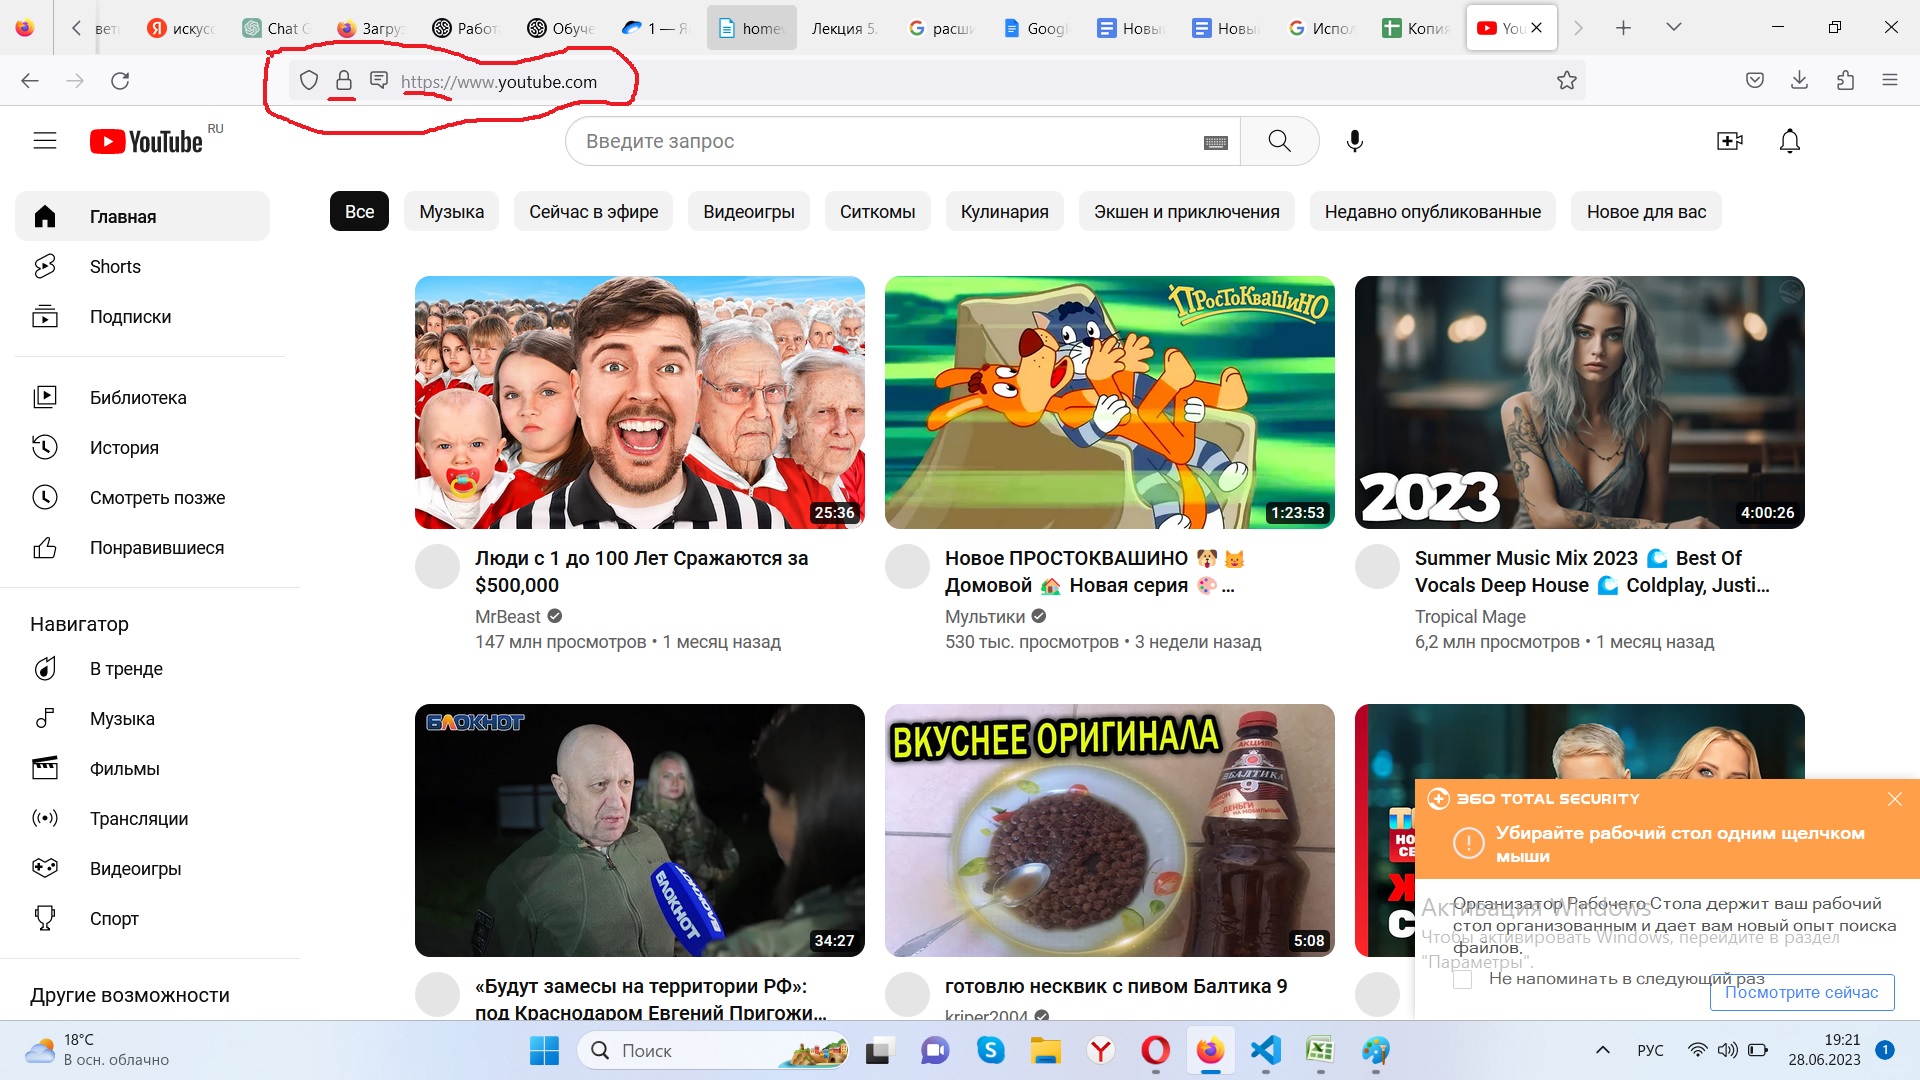 искусс
Chat G
Загруз
Работ
Обуче
1 — Я
home
Лекция 5.
расши
Googl
Новы
Новы
Испол
Копия
You
https://www.youtube.com
YouTube RU
Введите запрос
Главная
Shorts
Подписки
Библиотека
История
Смотреть позже
Понравившиеся
Навигатор
В тренде
Музыка
Фильмы
Трансляции
Видеоигры
Спорт
Другие возможности
Все
Музыка
Сейчас в эфире
Видеоигры
Ситкомы
Кулинария
Экшен и приключения
Недавно опубликованные
Новое для вас
25:36
Люди с 1 до 100 Лет Сражаются за
$500,000
MrBeast
147 млн просмотров • 1 месяц назад
ПРОСТОКВАШИНО
1:23:53
Новое ПРОСТОКВАШИНО 🐶 🐱
Домовой 🏠 Новая серия 🎨 ...
Мультики
530 тыс. просмотров • 3 недели назад
2023
4:00:26
Summer Music Mix 2023 🌊 Best Of
Vocals Deep House 🌊 Coldplay, Justi...
Tropical Mage
6,2 млн просмотров • 1 месяц назад
БЛОКНОТ
БЛОКНОТ
БЛОКНОТ
34:27
«Будут замесы на территории РФ»:
под Краснодаром Евгений Пригожи...
ВКУСНЕЕ ОРИГИНАЛА
АКЦИЯ!
БАЛТИКА
9
ДЕНЬГИ
НА МОБИЛЬНЫЙ
5:08
готовлю несквик с пивом Балтика 9
kriper2004
360 TOTAL SECURITY
Убирайте рабочий стол одним щелчком
мыши
Организатор Рабочего Стола держит ваш рабочий
стол организованным и дает вам новый опыт поиска
файлов.
Не напоминать в следующий раз
Посмотрите сейчас
Активация Windows
Чтобы активировать Windows, перейдите в раздел
"Параметры".
18°C
В осн. облачно
Поиск
РУС
19:21
28.06.2023
1